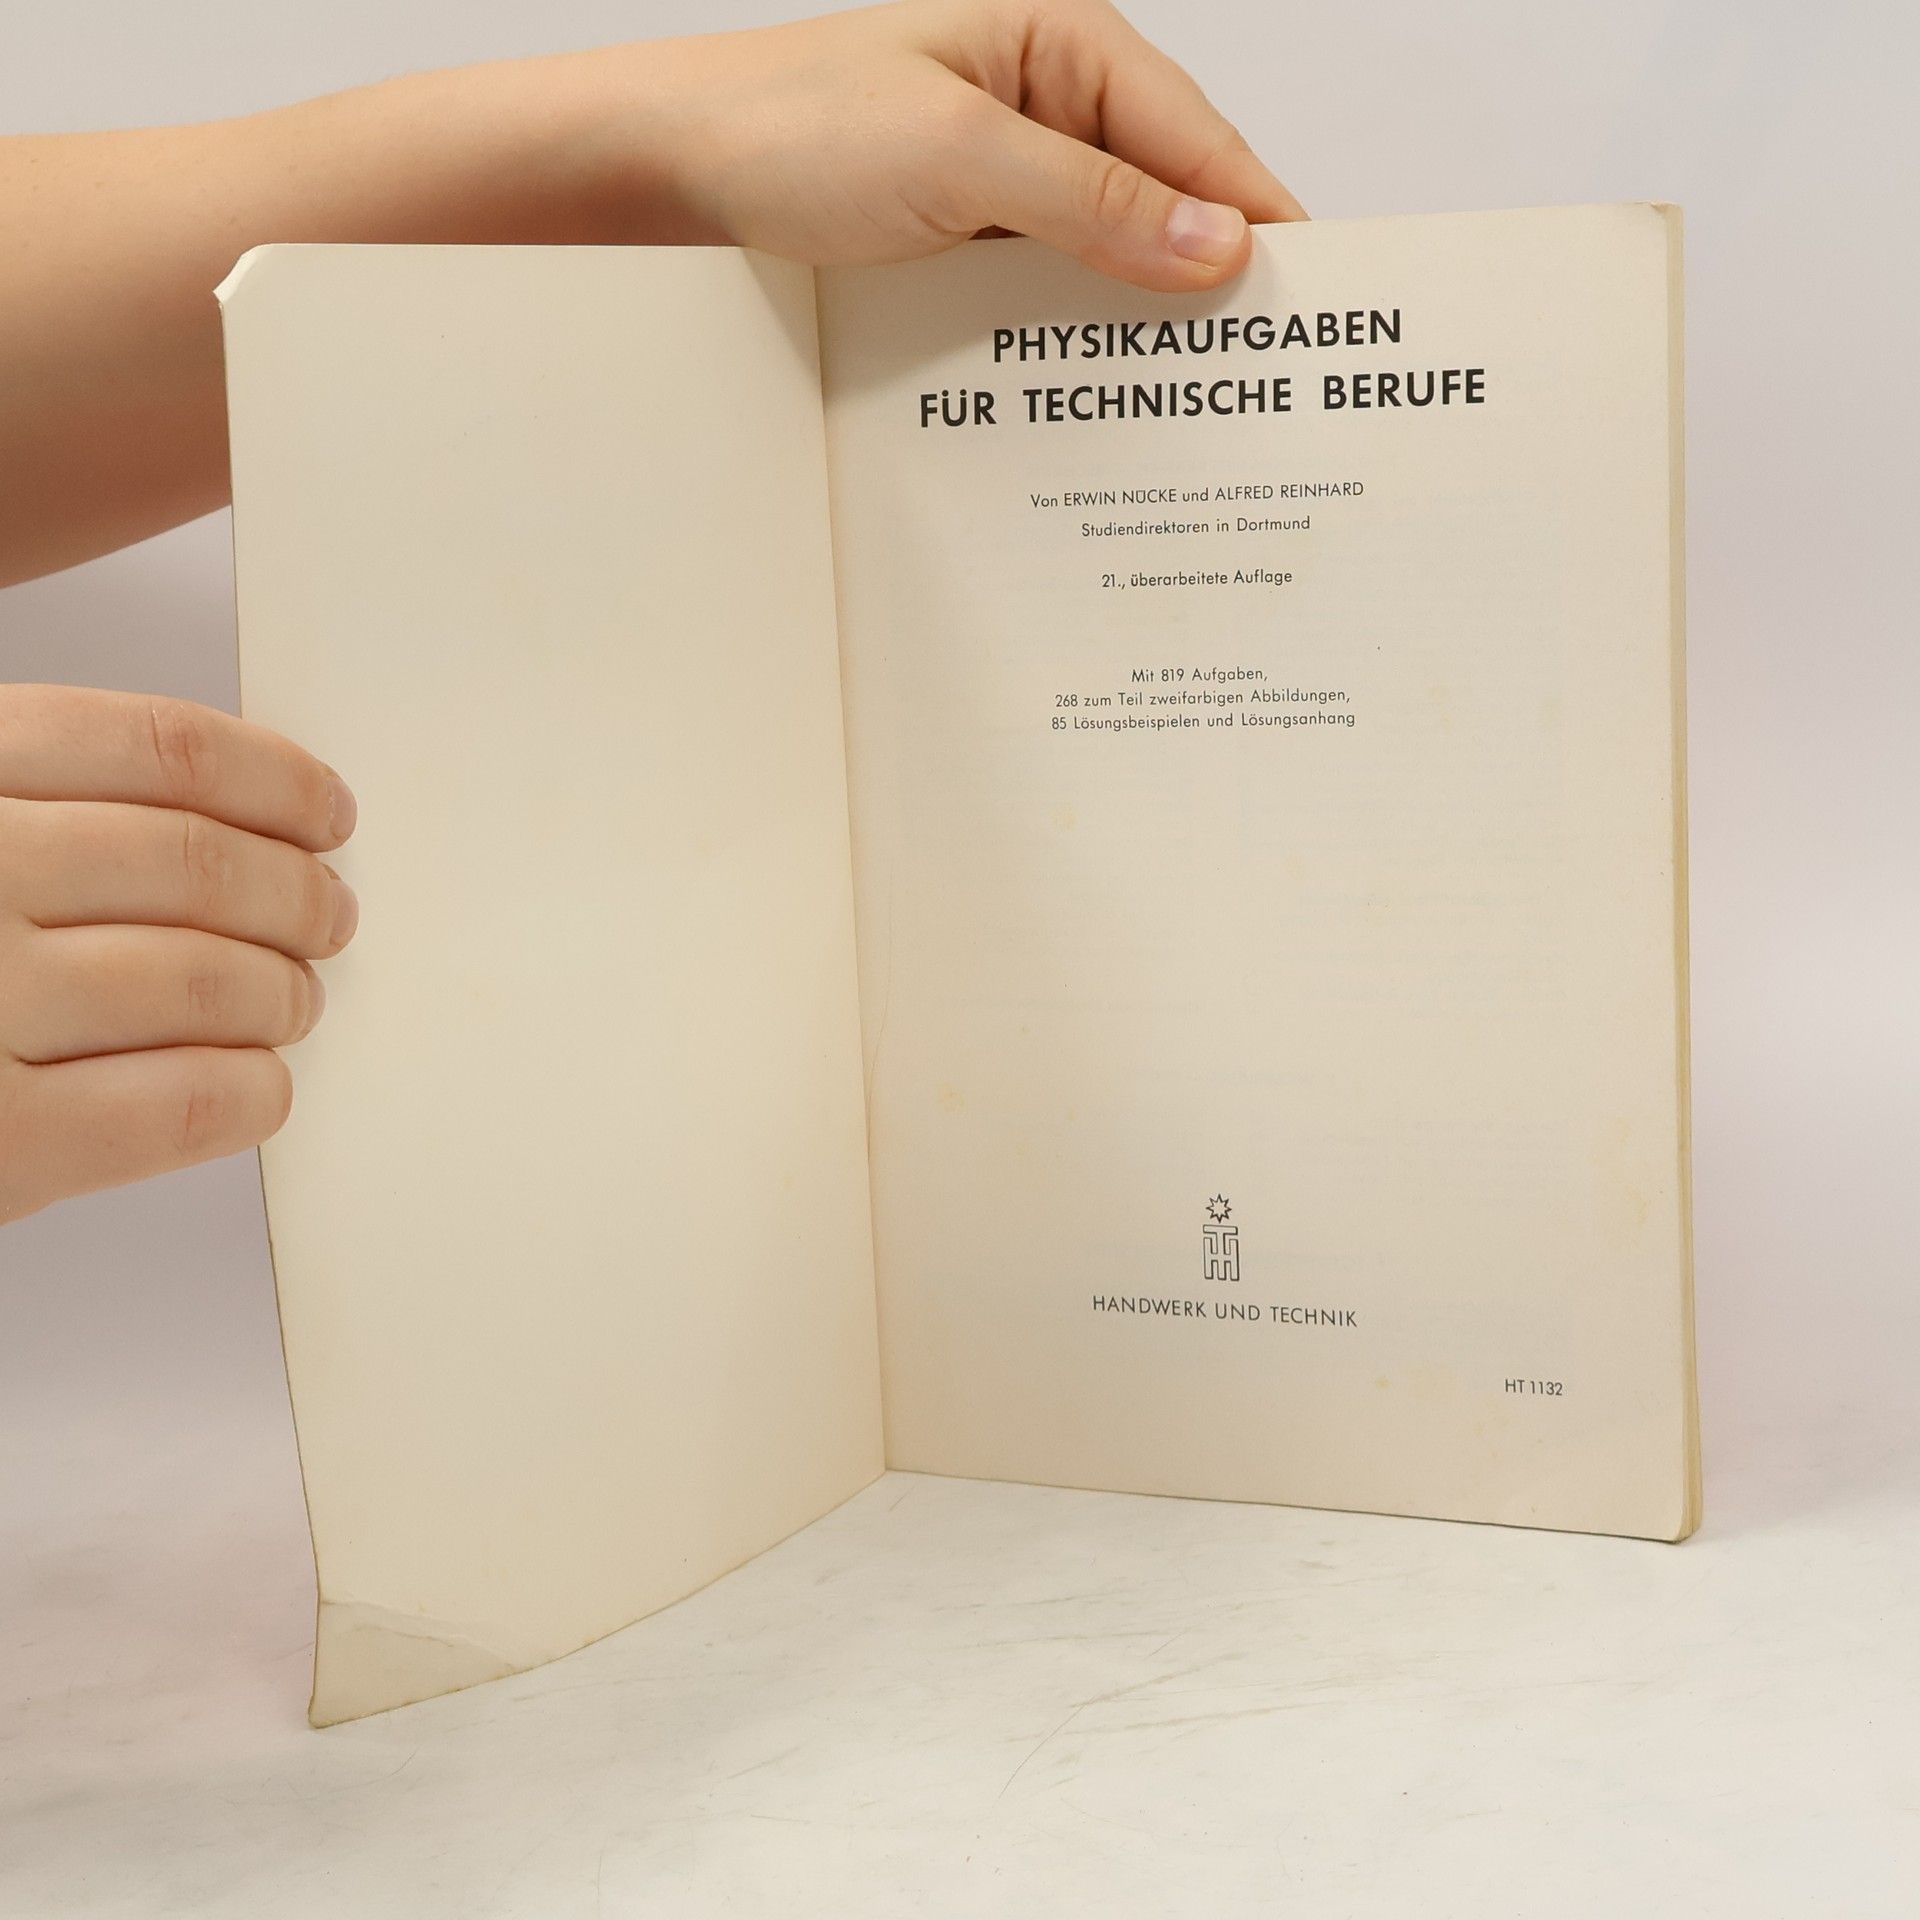 PHYSIKAUFGABEN
FÜR TECHNISCHE BERUFE
Von ERWIN NÜCKE und ALFRED REINHARD
Studiendirektoren in Dortmund
21., überarbeitete Auflage
Mit 819 Aufgaben,
268 zum Teil zweifarbigen Abbildungen,
85 Lösungsbeispielen und Lösungsanhang
HANDWERK UND TECHNIK
HT 1132